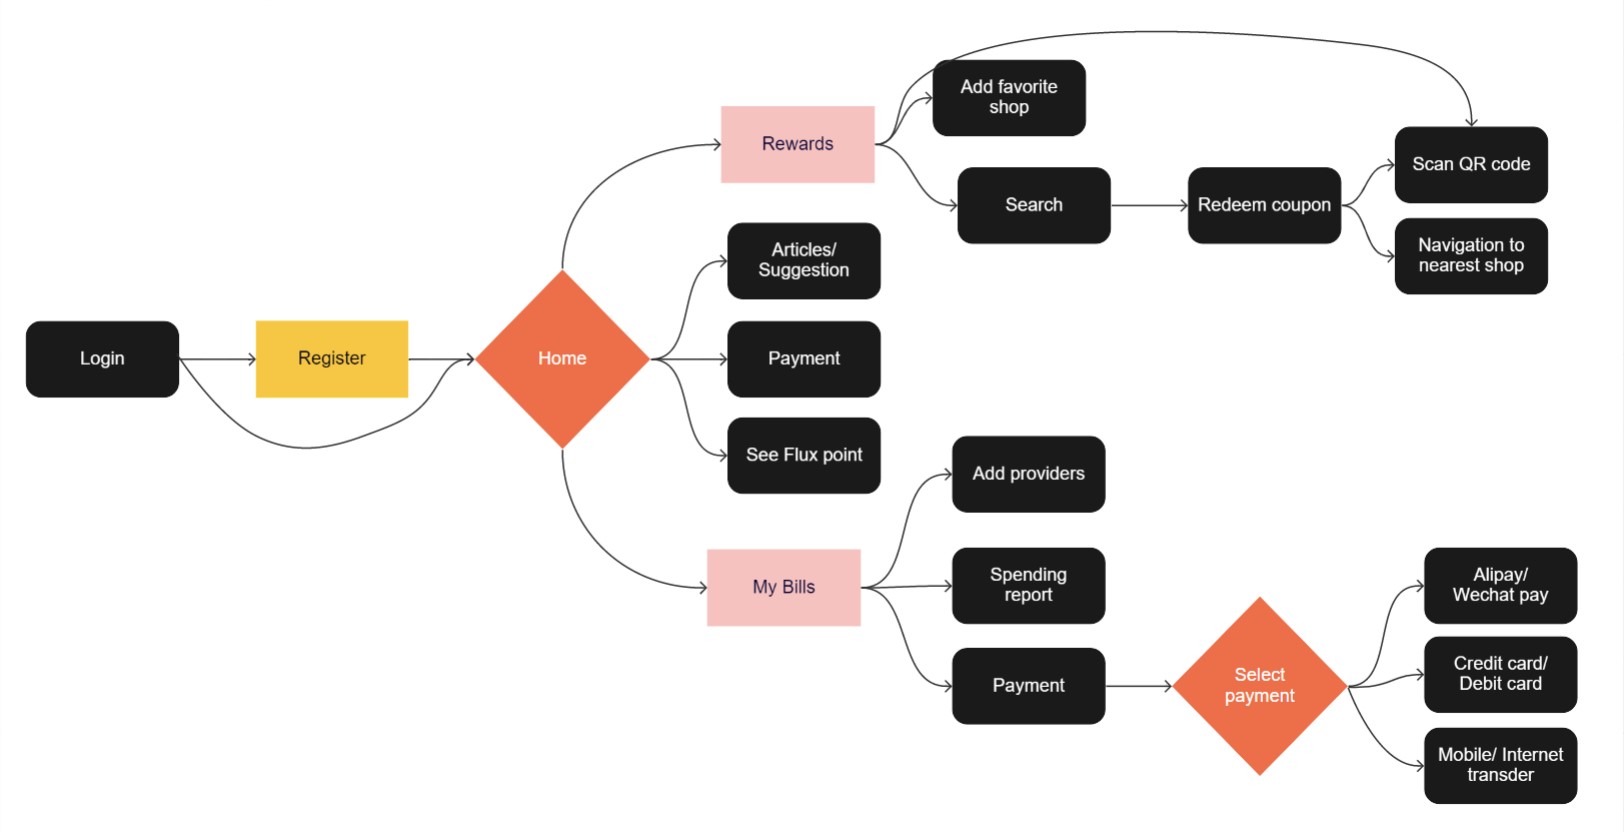 Login
Register
Home
Rewards
Add favorite
shop
Search
Redeem coupon
Scan QR code
Navigation to
nearest shop
Articles/
Suggestion
Payment
See Flux point
My Bills
Add providers
Spending
report
Payment
Select
payment
Alipay/
Wechat pay
Credit card/
Debit card
Mobile/ Internet
transder